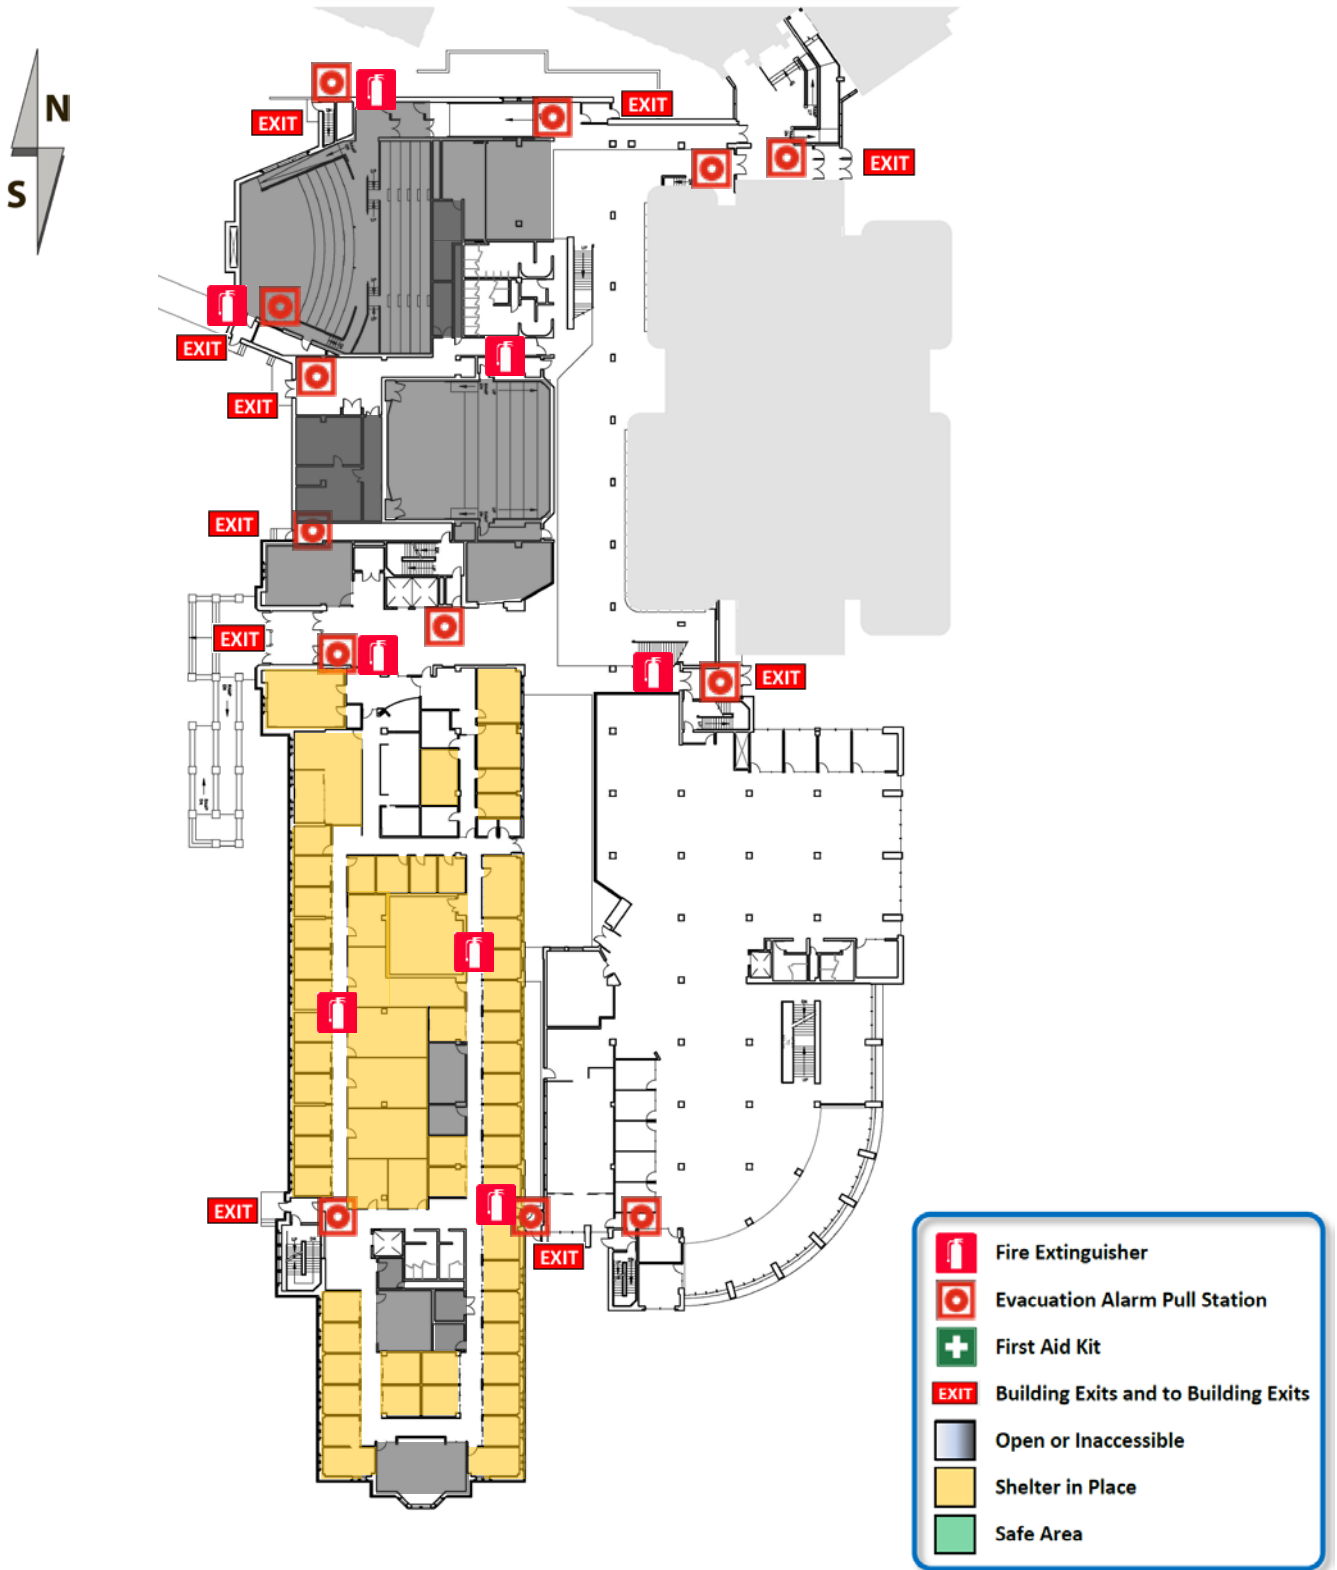 N
S
EXIT
EXIT
EXIT
EXIT
EXIT
EXIT
EXIT
EXIT
EXIT
EXIT
Fire Extinguisher
Evacuation Alarm Pull Station
First Aid Kit
EXIT Building Exits and to Building Exits
Open or Inaccessible
Shelter in Place
Safe Area